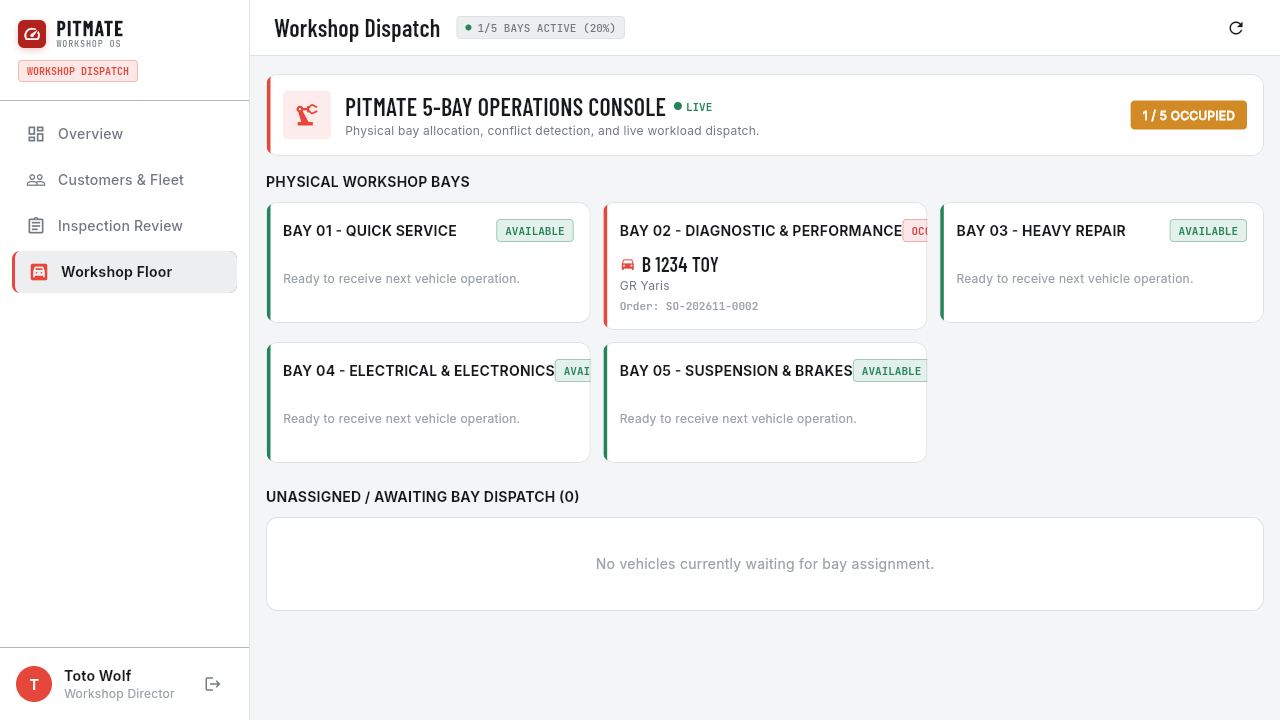 PITMATE
WORKSHOP OS
WORKSHOP DISPATCH
Overview
Customers & Fleet
Inspection Review
Workshop Floor
T
Toto Wolf
Workshop Director
Workshop Dispatch
1/5 BAYS ACTIVE (20%)
PITMATE 5-BAY OPERATIONS CONSOLE
LIVE
Physical bay allocation, conflict detection, and live workload dispatch.
1 / 5 OCCUPIED
PHYSICAL WORKSHOP BAYS
BAY 01 - QUICK SERVICE
AVAILABLE
Ready to receive next vehicle operation.
BAY 02 - DIAGNOSTIC & PERFORMANCE
B 1234 TOY
GR Yaris
Order: SO-202611-0002
BAY 03 - HEAVY REPAIR
AVAILABLE
Ready to receive next vehicle operation.
BAY 04 - ELECTRICAL & ELECTRONICS
AVAI
Ready to receive next vehicle operation.
BAY 05 - SUSPENSION & BRAKES
AVAILABLE
Ready to receive next vehicle operation.
UNASSIGNED / AWAITING BAY DISPATCH (0)
No vehicles currently waiting for bay assignment.